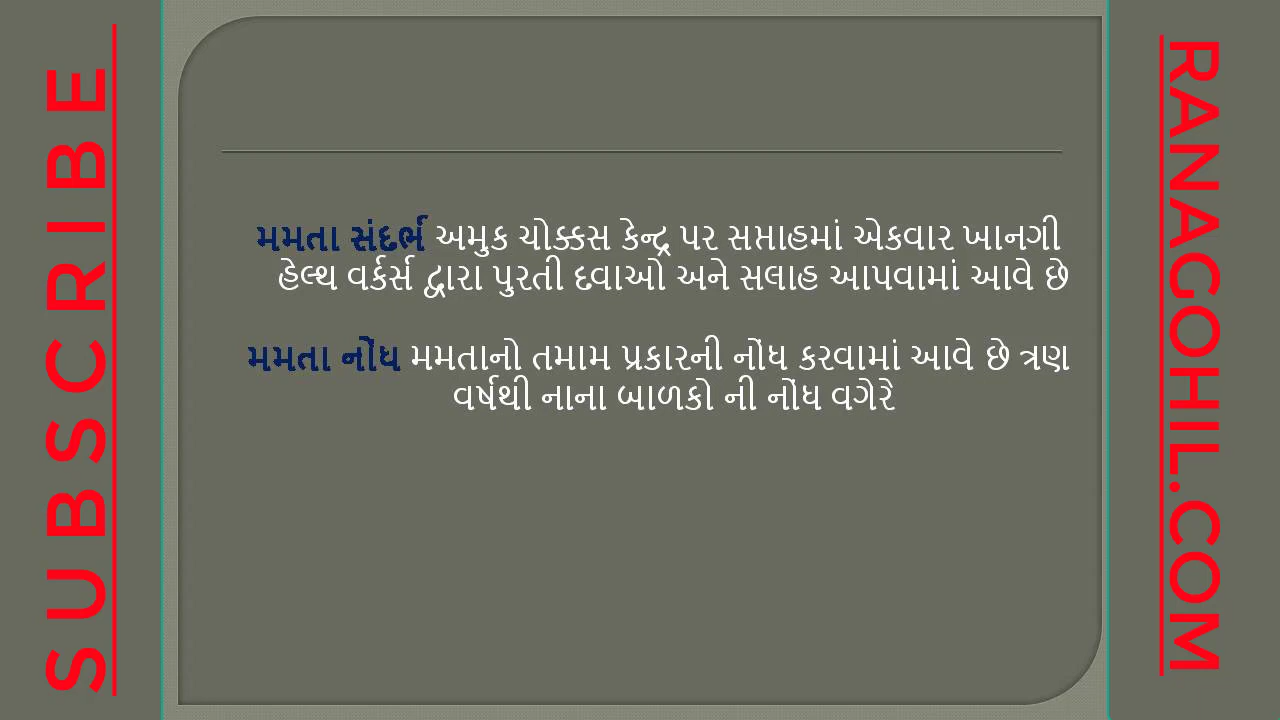 SUBSCRIBE
મમતા સંદર્ભ અમુક ચોક્કસ કેન્દ્ર પર સપ્તાહમાં એકવાર ખાનગી
હેલ્થ વર્કર્સ દ્વારા પુરતી દવાઓ અને સલાહ આપવામાં આવે છે
મમતા નોંધ મમતાનો તમામ પ્રકારની નોંધ કરવામાં આવે છે ત્રણ
વર્ષથી નાના બાળકો ની નોંધ વગેરે
RANAGOHIL.COM